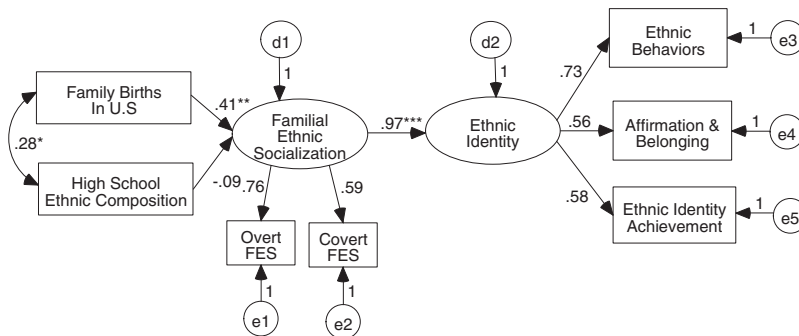 d1
d2
1
1
Ethnic
Behaviors
1
e3
Family Births
In U.S
.41**
.73
Familial
Ethnic
Socialization
.97***
Ethnic
Identity
.56
Affirmation &
Belonging
1
e4
.28*
High School
Ethnic Composition
-.09
.76
.59
.58
Ethnic Identity
Achievement
1
e5
Overt
FES
Covert
FES
1
1
e1
e2